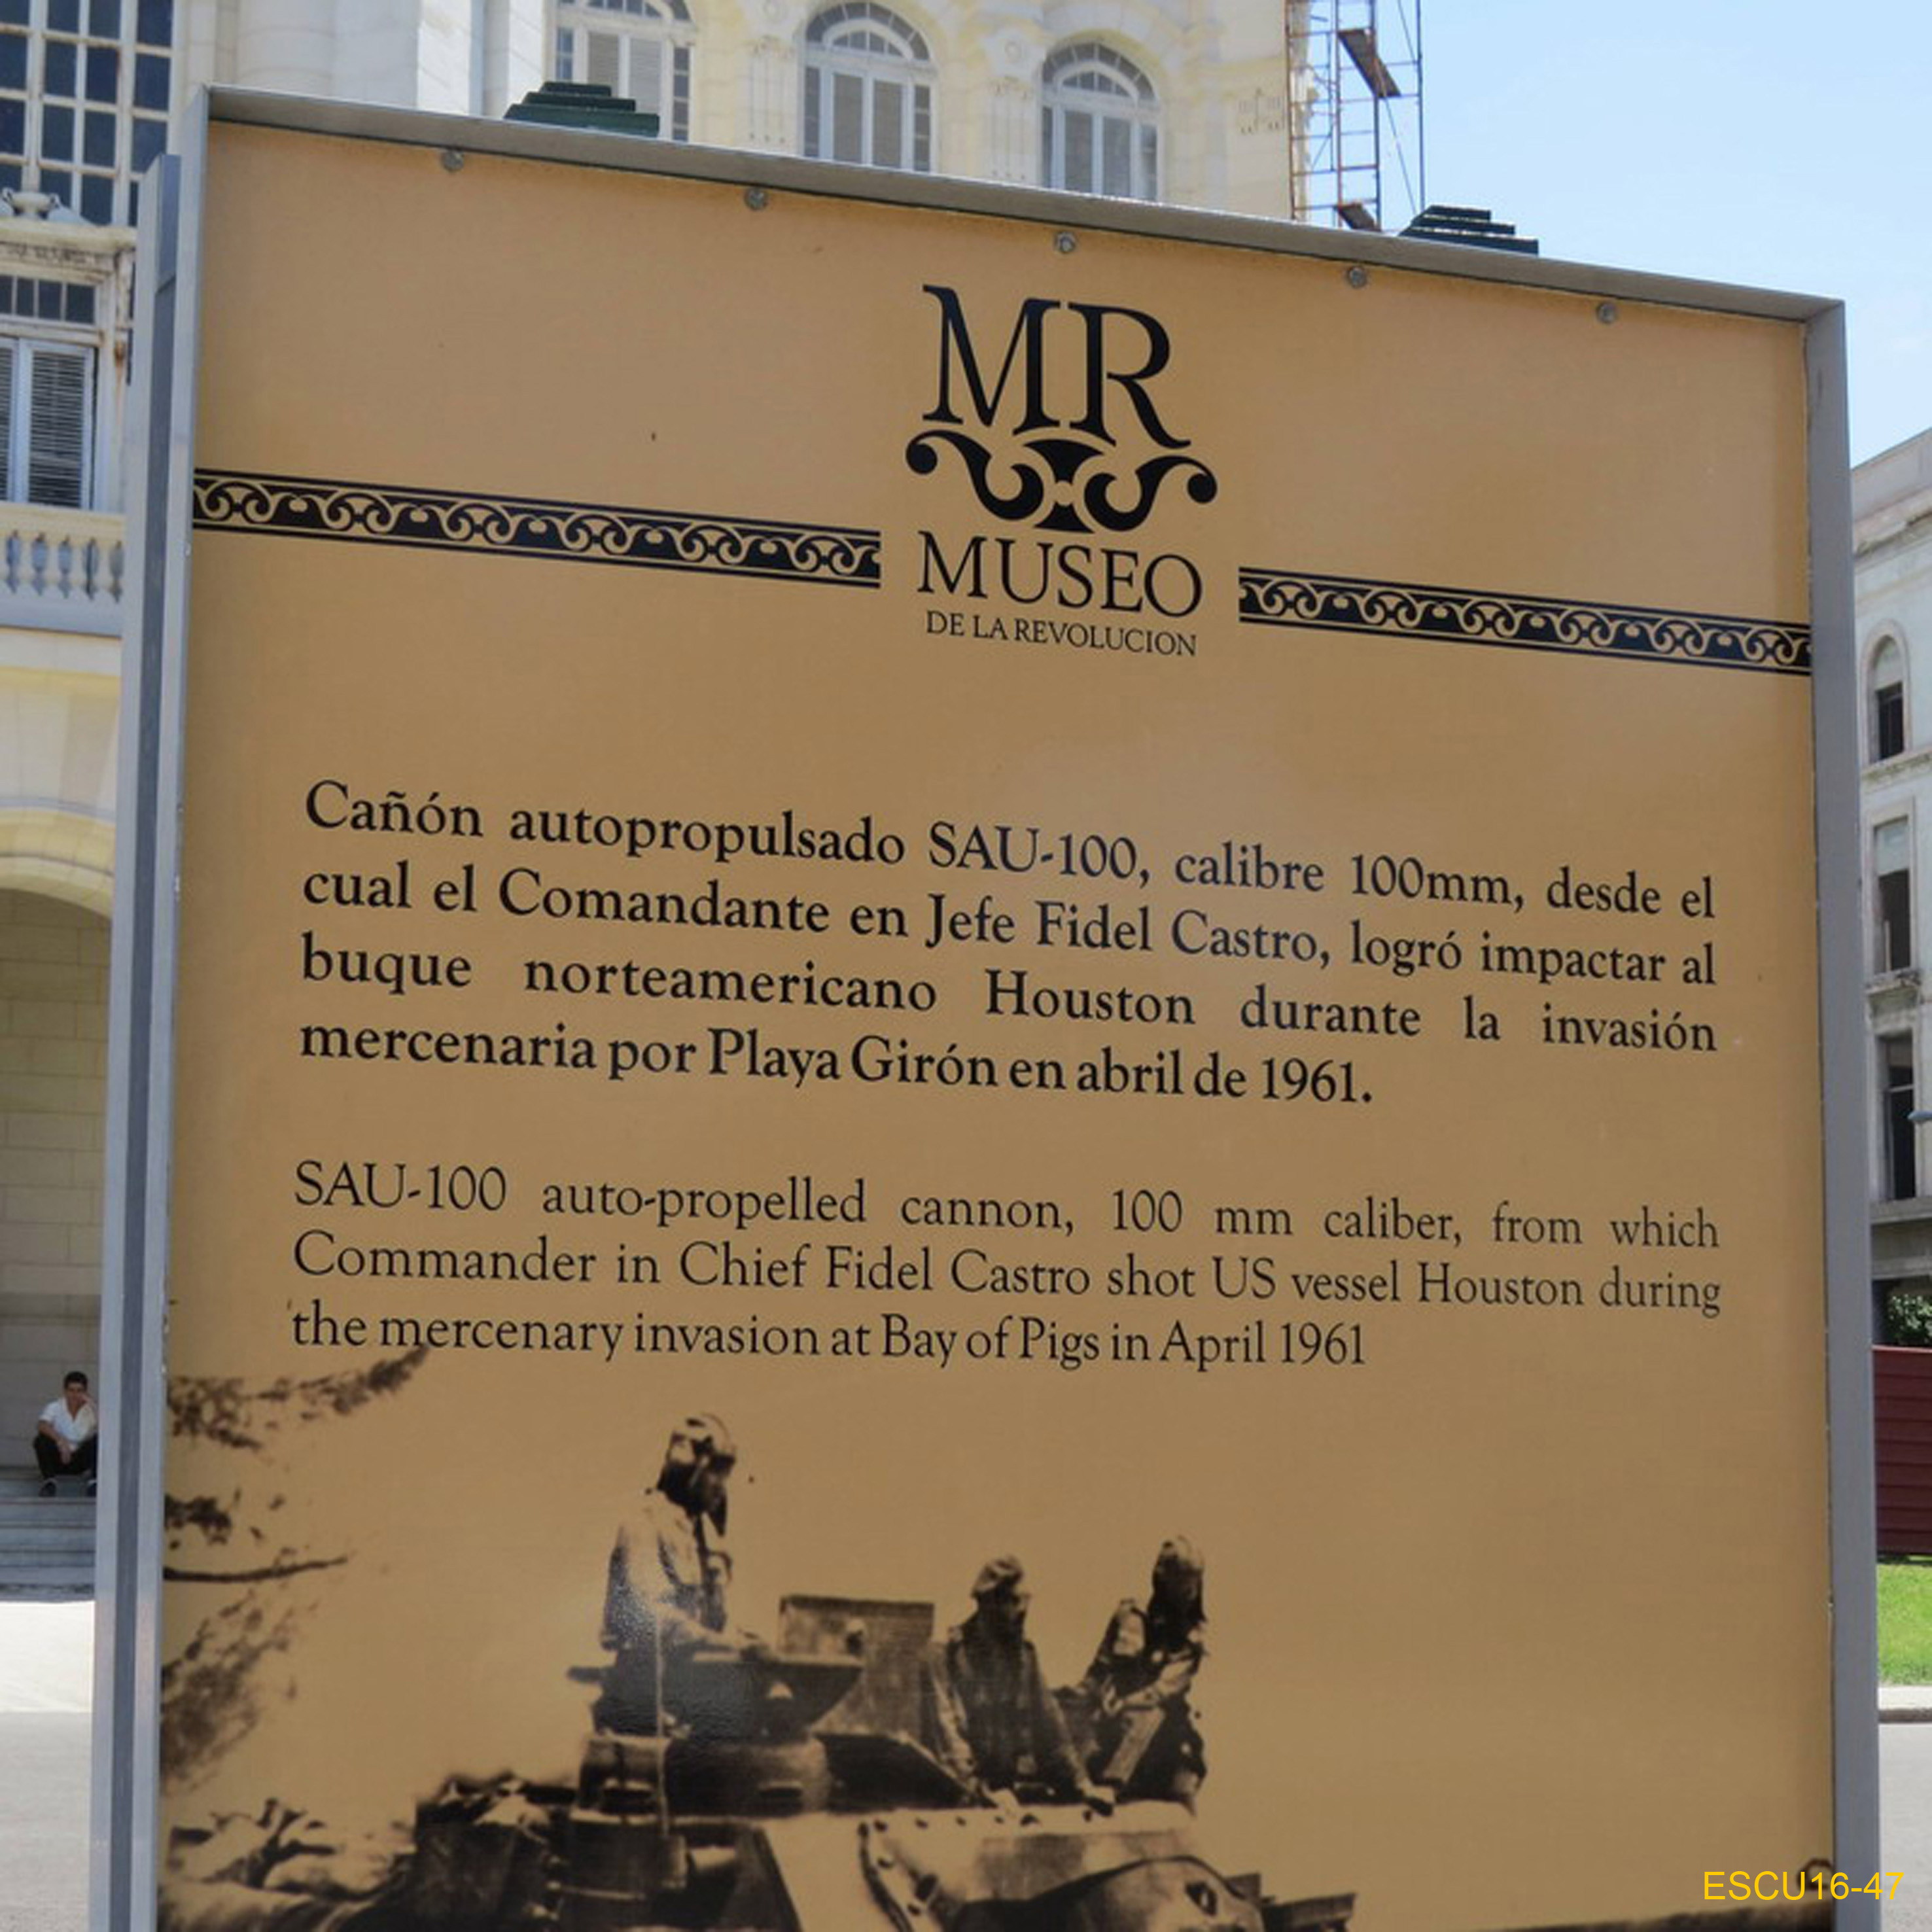 MR
MUSEO
DE LA REVOLUCION
Cañón autopropulsado SAU-100, calibre 100mm, desde el
cual el Comandante en Jefe Fidel Castro, logró impactar al
buque norteamericano Houston durante la invasión
mercenaria por Playa Girón en abril de 1961.
SAU-100 auto-propelled cannon, 100 mm caliber, from which
Commander in Chief Fidel Castro shot US vessel Houston during
the mercenary invasion at Bay of Pigs in April 1961
ESCU16-47